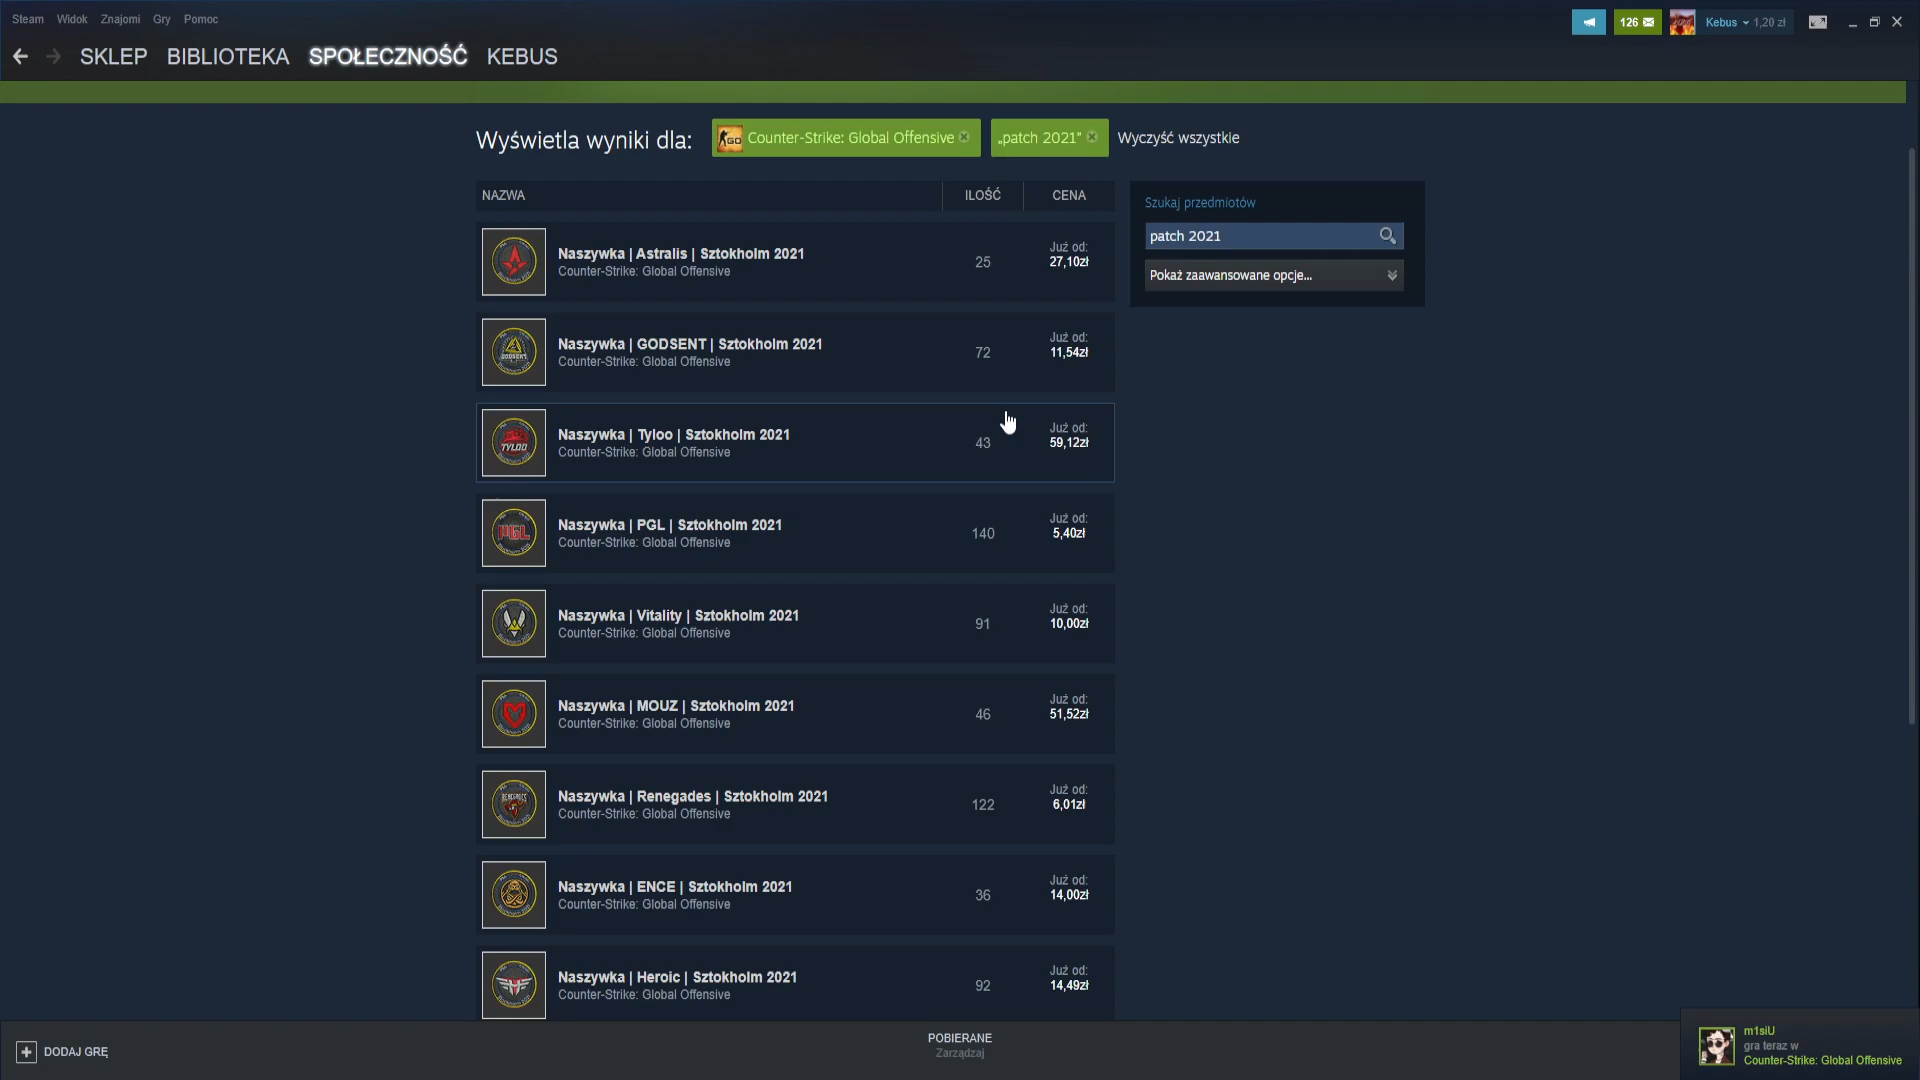 Steam Widok Znajomi Gry Pomoc
126 Kebus 1,20 zł
SKLEP BIBLIOTEKA SPOŁECZNOŚĆ KEBUS
Wyświetla wyniki dla: Counter-Strike: Global Offensive „patch 2021" Wyczyść wszystkie
NAZWA ILOŚĆ CENA
Naszywka | Astralis | Sztokholm 2021
Counter-Strike: Global Offensive
25
Już od:
27,10zł
Naszywka | GODSENT | Sztokholm 2021
Counter-Strike: Global Offensive
72
Już od:
11,54zł
Naszywka | Tyloo | Sztokholm 2021
Counter-Strike: Global Offensive
43
Już od:
59,12zł
Naszywka | PGL | Sztokholm 2021
Counter-Strike: Global Offensive
140
Już od:
5,40zł
Naszywka | Vitality | Sztokholm 2021
Counter-Strike: Global Offensive
91
Już od:
10,00zł
Naszywka | MOUZ | Sztokholm 2021
Counter-Strike: Global Offensive
46
Już od:
51,52zł
Naszywka | Renegades | Sztokholm 2021
Counter-Strike: Global Offensive
122
Już od:
6,01zł
Naszywka | ENCE | Sztokholm 2021
Counter-Strike: Global Offensive
36
Już od:
14,00zł
Naszywka | Heroic | Sztokholm 2021
Counter-Strike: Global Offensive
92
Już od:
14,49zł
Szukaj przedmiotów
patch 2021
Pokaż zaawansowane opcje...
GODSENT
TYLOO
PGL
RENEGADES
DODAJ GRĘ
POBIERANE
Zarządzaj
m1siU
gra teraz w
Counter-Strike: Global Offensive